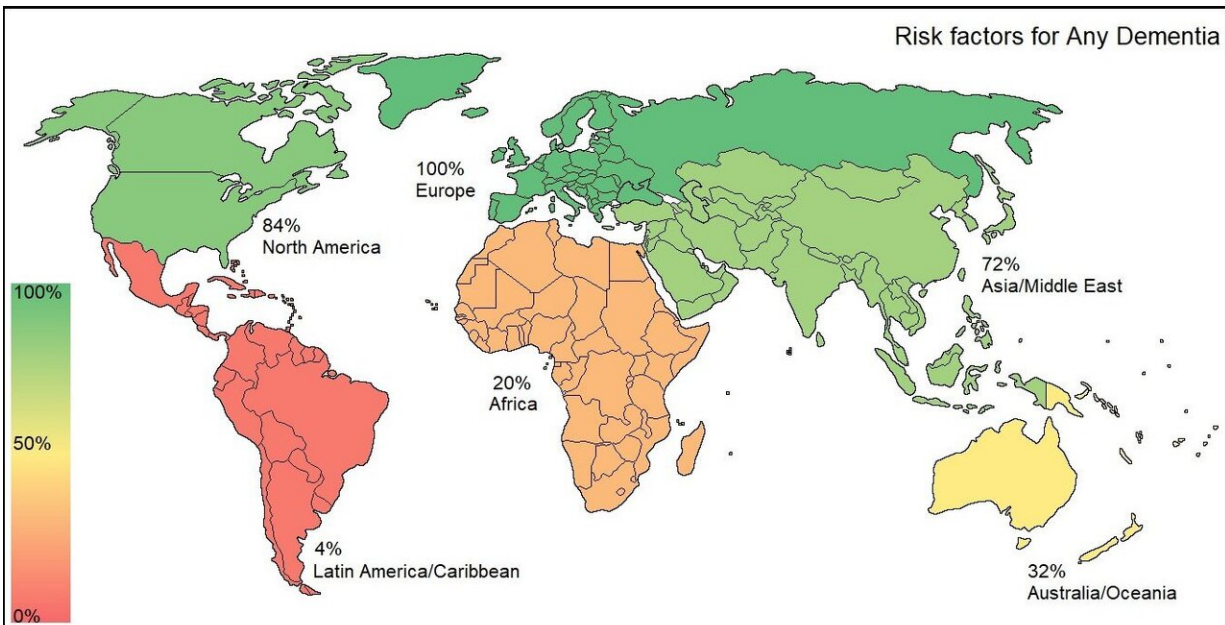 Risk factors for Any Dementia
100%
Europe
84%
North America
72%
Asia/Middle East
100%
20%
Africa
50%
4%
Latin America/Caribbean
32%
Australia/Oceania
0%